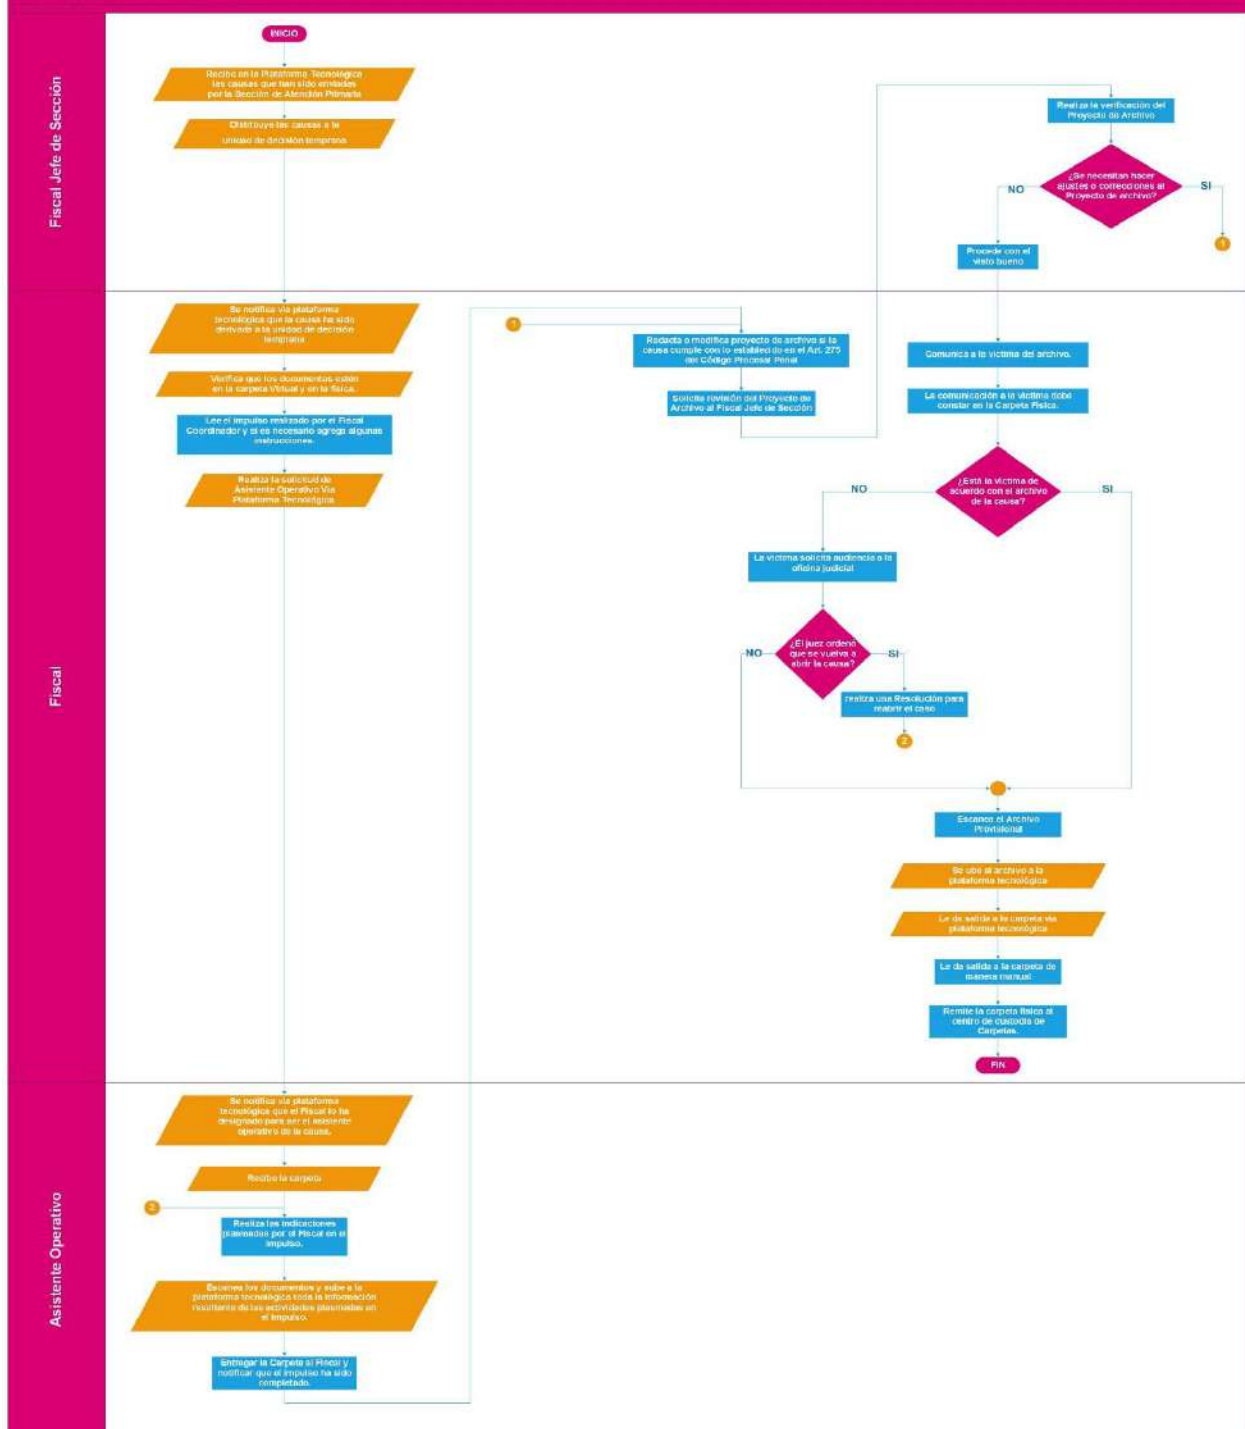 Fiscal Jefe de Sección
INICIO
Recibe en la Plataforma Tecnológica
las causas que han sido enviadas
por la Sección de Atención Primaria
Distribuye las causas a la
unidad de decisión temprana
Realiza la verificación del
Proyecto de Archivo
¿Se necesitan hacer
ajustes o correcciones al
Proyecto de archivo?
NO
SI
1
Procede con el
visto bueno
Fiscal
Se notifica vía plataforma
tecnológica que la causa ha sido
derivada a la unidad de decisión
temprana
Verifica que los documentos estén
en la carpeta Virtual y en la física.
Lee el impulso realizado por el Fiscal
Coordinador y si es necesario agrega algunas
instrucciones.
Realiza la solicitud de
Asistente Operativo Vía
Plataforma Tecnológica
1
Redacta o modifica proyecto de archivo si la
causa cumple con lo establecido en el Art. 275
del Código Procesal Penal
Solicita revisión del Proyecto de
Archivo al Fiscal Jefe de Sección
Comunica a la víctima del archivo.
La comunicación a la víctima debe
constar en la Carpeta Física.
¿Está la víctima de
acuerdo con el archivo
de la causa?
NO
SI
La víctima solicita audiencia a la
oficina judicial
¿El juez ordenó
que se vuelva a
abrir la causa?
NO
SI
realiza una Resolución para
reabrir el caso
2
Escanea el Archivo
Provisional
Se ube al archivo a la
plataforma tecnológica
Le da salida a la carpeta vía
plataforma tecnológica
Le da salida a la carpeta de
manera manual
Remite la carpeta física al
centro de custodia de
Carpetas.
FIN
Asistente Operativo
Se notifica vía plataforma
tecnológica que el Fiscal lo ha
designado para ser el asistente
operativo de la causa.
Recibe la carpeta
2
Realiza las indicaciones
plasmadas por el Fiscal en el
impulso.
Escanea los documentos y sube a la
plataforma tecnológica toda la información
resultante de las actividades plasmadas en
el impulso.
Entregar la Carpeta al Fiscal y
notificar que el impulso ha sido
completado.